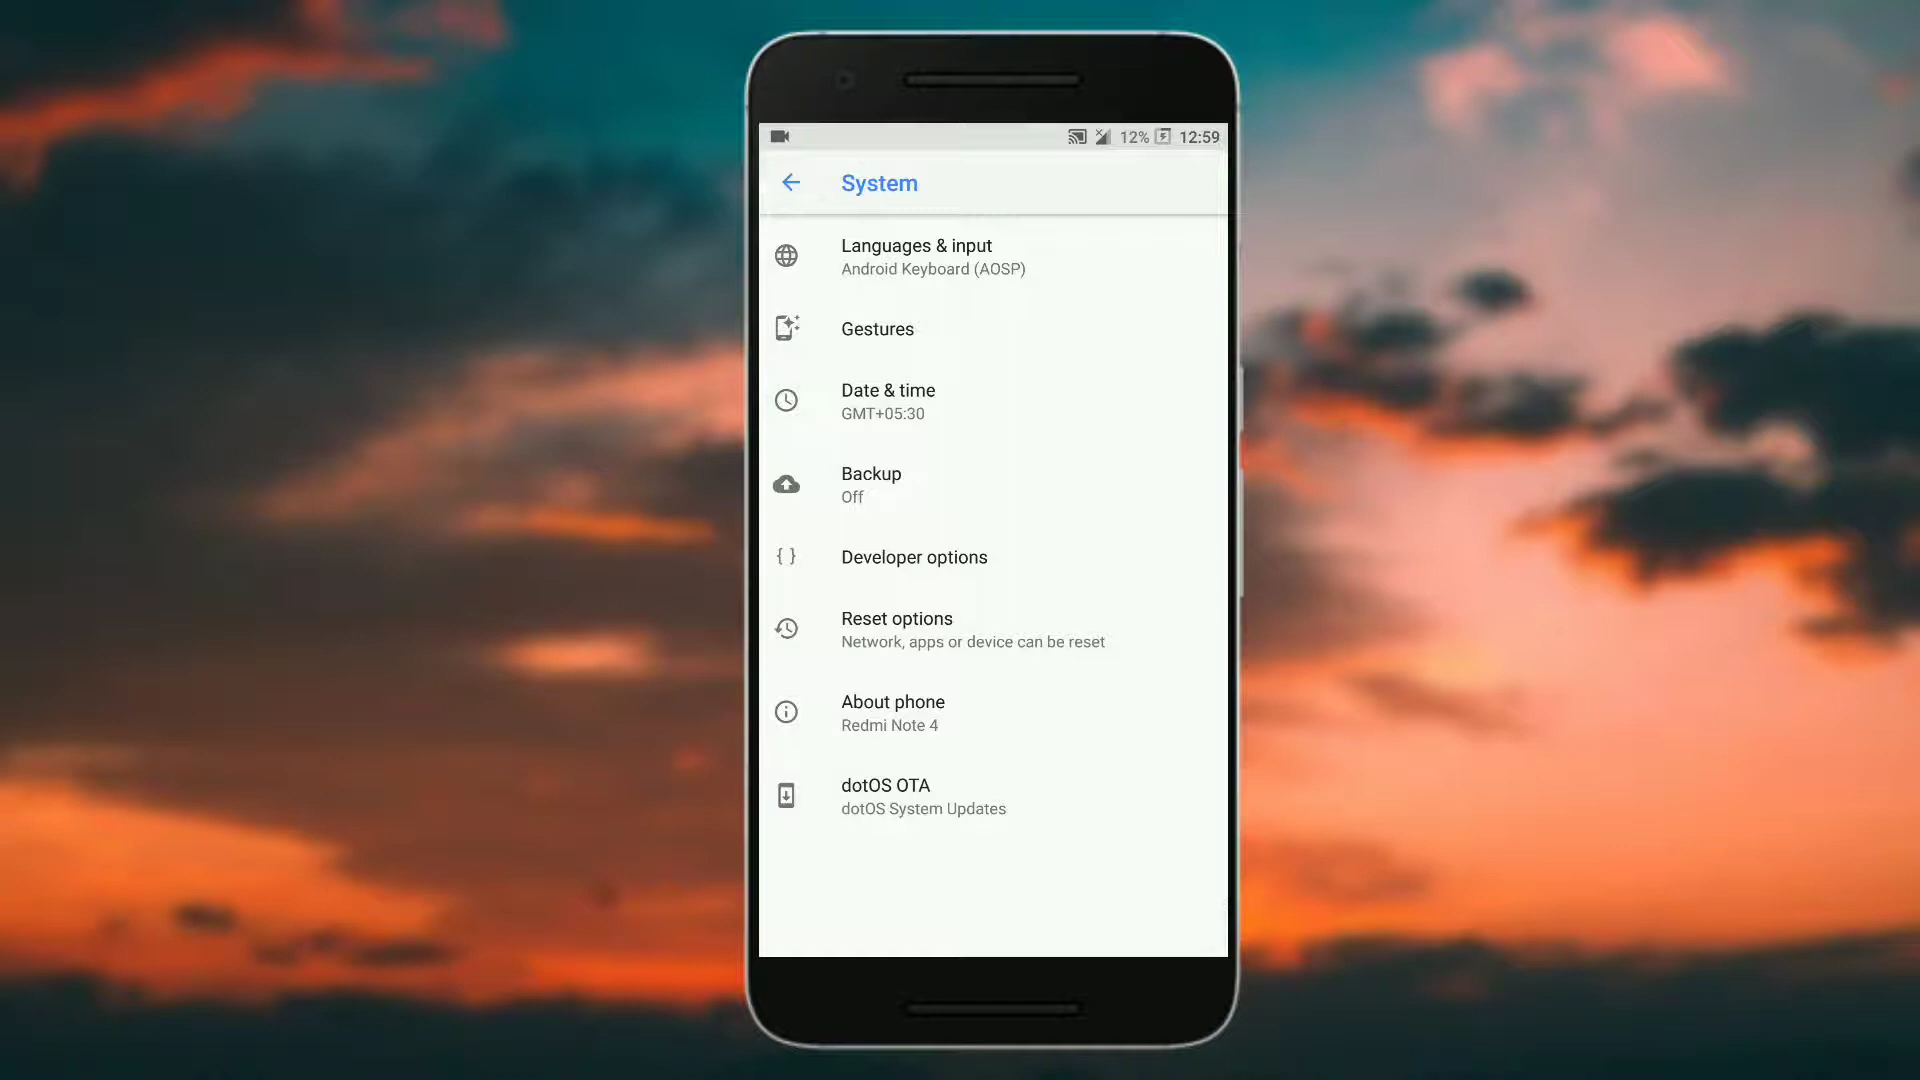 12% 12:59
System
Languages & input
Android Keyboard (AOSP)
Gestures
Date & time
GMT+05:30
Backup
Off
{ } Developer options
Reset options
Network, apps or device can be reset
About phone
Redmi Note 4
dotOS OTA
dotOS System Updates